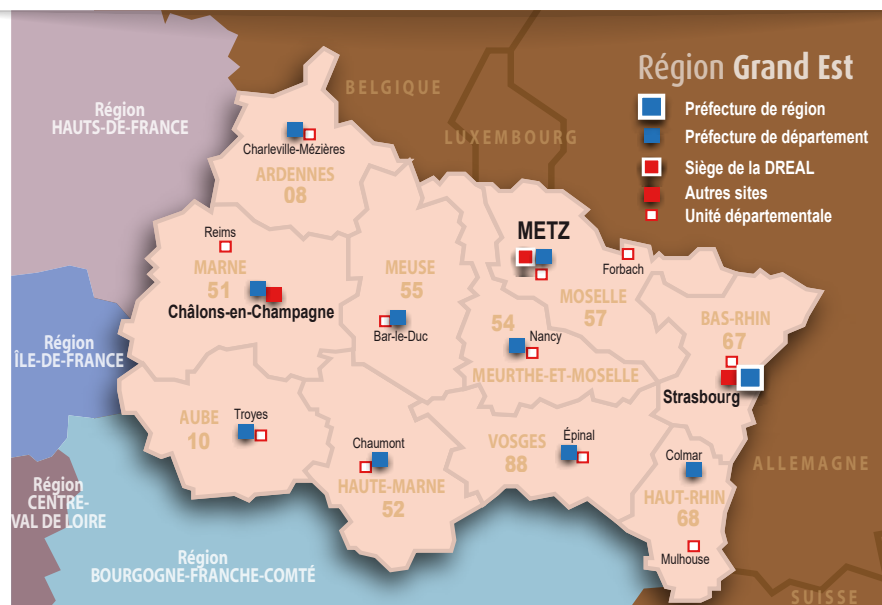 Région Grand Est
Préfecture de région
Préfecture de département
Siège de la DREAL
Autres sites
Unité départementale
BELGIQUE
LUXEMBOURG
ALLEMAGNE
SUISSE
Région
HAUTS-DE-FRANCE
Région
ÎLE-DE-FRANCE
Région
CENTRE-
VAL DE LOIRE
Région
BOURGOGNE-FRANCHE-COMTÉ
Charleville-Mézières
ARDENNES
08
Reims
MARNE
51
Châlons-en-Champagne
MEUSE
55
Bar-le-Duc
METZ
Forbach
MOSELLE
57
54
Nancy
MEURTHE-ET-MOSELLE
BAS-RHIN
67
Strasbourg
AUBE
10
Troyes
Chaumont
HAUTE-MARNE
52
VOSGES
88
Épinal
Colmar
HAUT-RHIN
68
Mulhouse